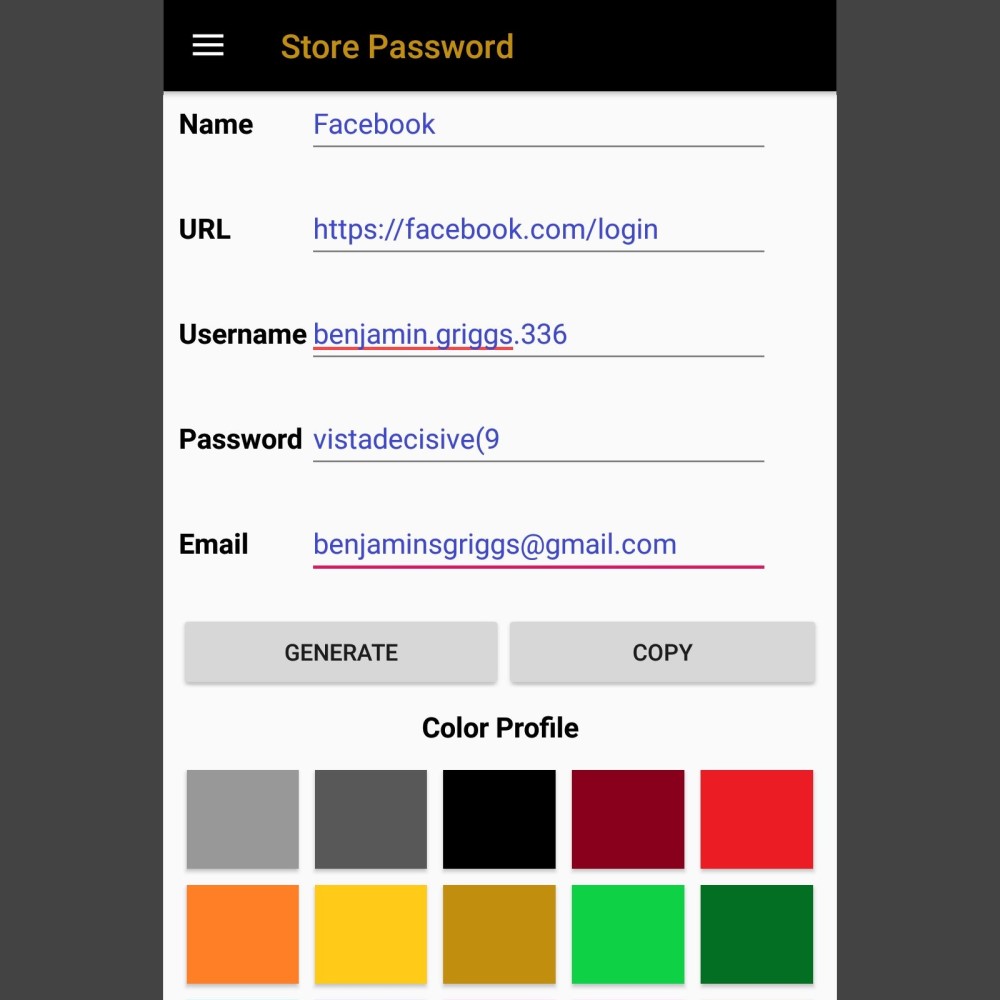 Store Password
Name Facebook
URL https://facebook.com/login
Username benjamin.griggs.336
Password vistadecisive(9
Email benjaminsgriggs@gmail.com
GENERATE COPY
Color Profile